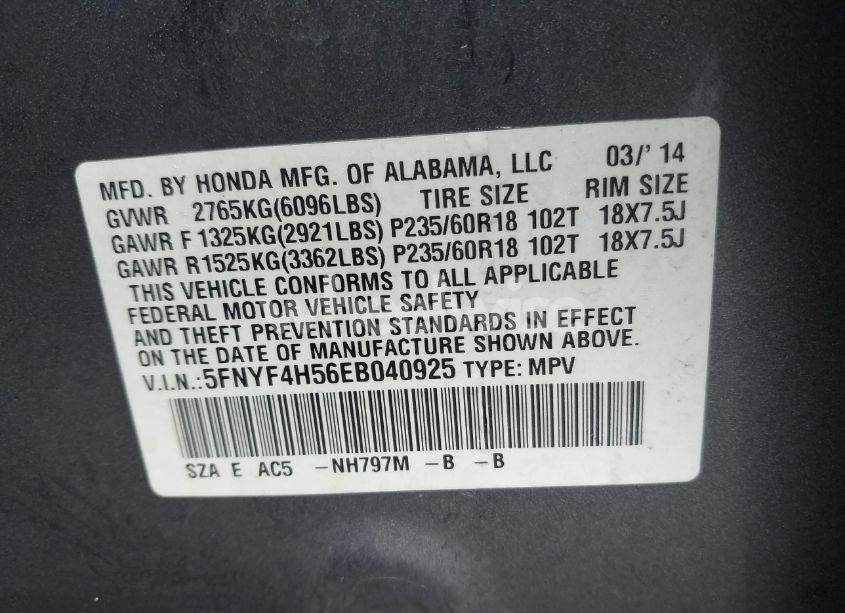 MFD. BY HONDA MFG. OF ALABAMA, LLC 03/' 14
GVWR 2765KG(6096LBS) TIRE SIZE RIM SIZE
GAWR F 1325KG(2921LBS) P235/60R18 102T 18X7.5J
GAWR R1525KG(3362LBS) P235/60R18 102T 18X7.5J
THIS VEHICLE CONFORMS TO ALL APPLICABLE
FEDERAL MOTOR VEHICLE SAFETY
AND THEFT PREVENTION STANDARDS IN EFFECT
ON THE DATE OF MANUFACTURE SHOWN ABOVE.
V.I.N.:5FNYF4H56EB040925 TYPE: MPV
SZA E AC5 -NH797M -B -B